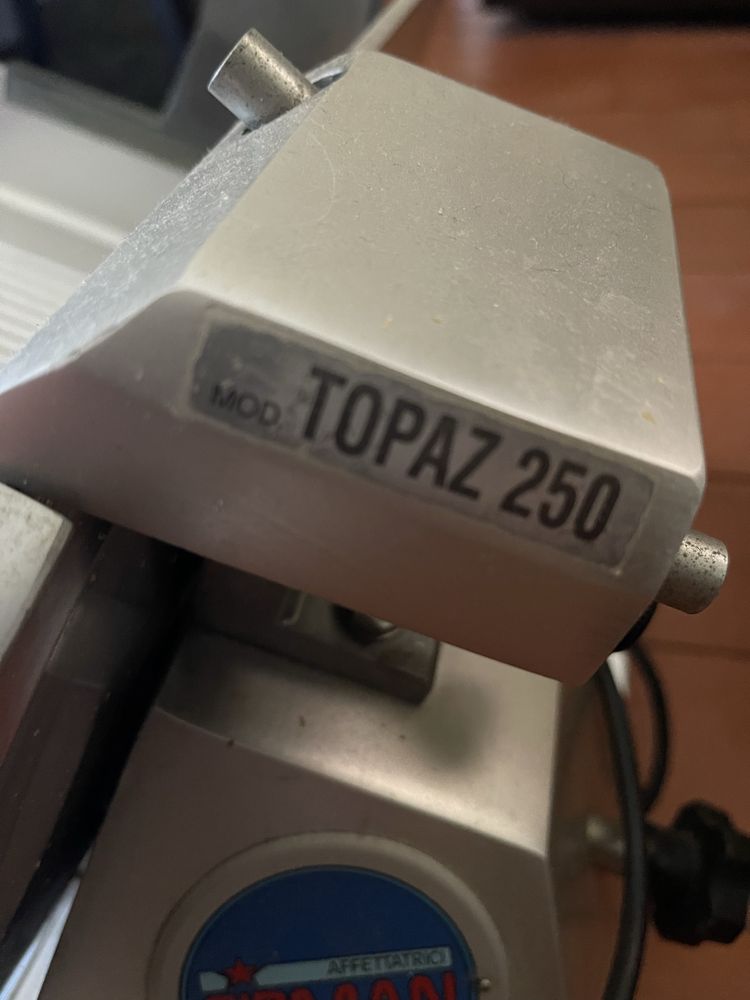 MOD. TOPAZ 250
AFFETTATRICI